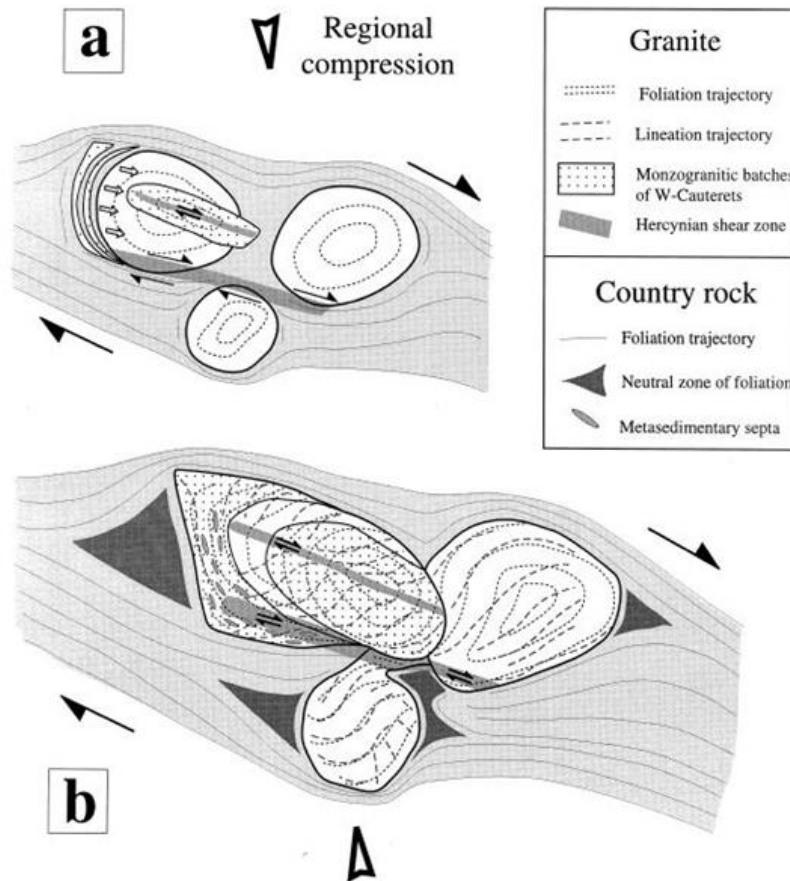 a
Regional
compression
Granite
Foliation trajectory
Lineation trajectory
Monzogranitic batches
of W-Cauterets
Hercynian shear zone
Country rock
Foliation trajectory
Neutral zone of foliation
Metasedimentary septa
b